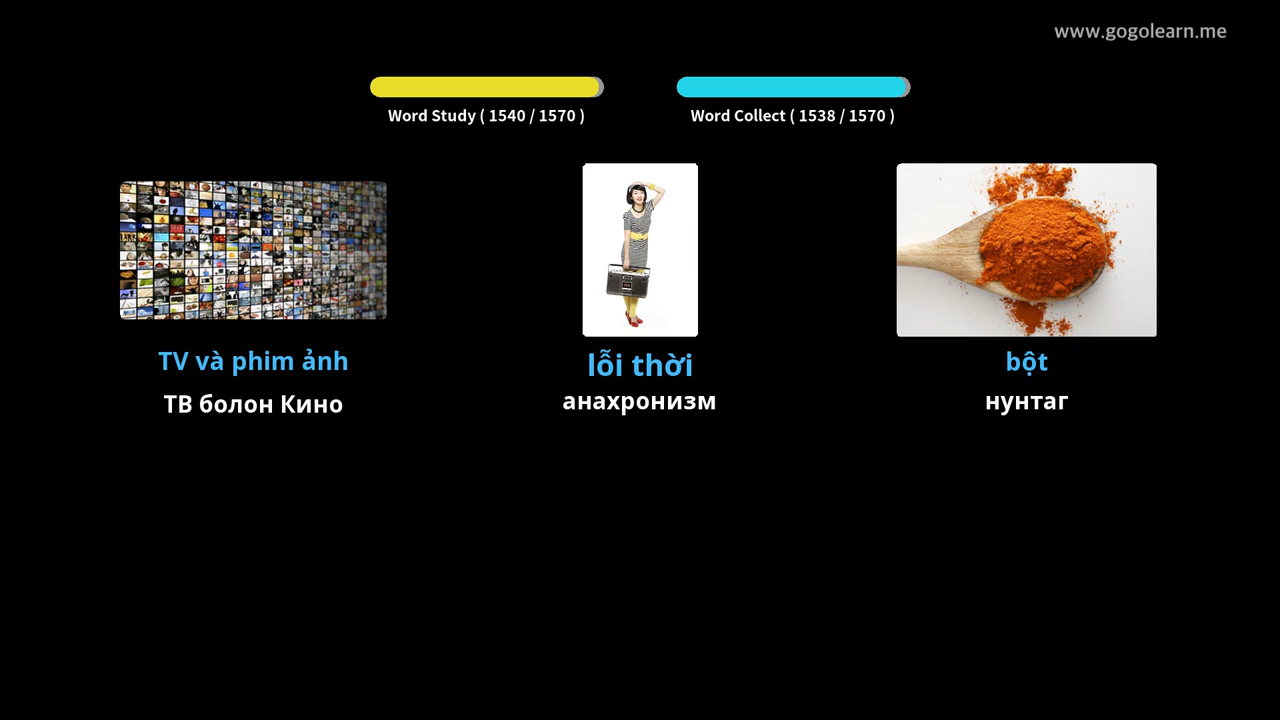 www.gogolearn.me
Word Study ( 1540 / 1570 )
Word Collect ( 1538 / 1570 )
TV và phim ảnh
ТВ болон Кино
lỗi thời
анахронизм
bột
нунтаг